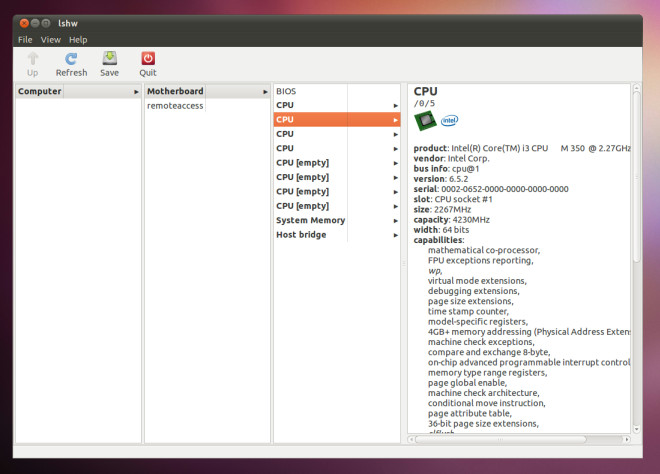 lshw
File View Help
Up Refresh Save Quit
Computer
Motherboard
remoteaccess
BIOS
CPU
CPU
CPU
CPU
CPU [empty]
CPU [empty]
CPU [empty]
CPU [empty]
System Memory
Host bridge
CPU
/0/5
intel
product: Intel(R) Core(TM) i3 CPU M 350 @ 2.27GHz
vendor: Intel Corp.
bus info: cpu@1
version: 6.5.2
serial: 0002-0652-0000-0000-0000-0000
slot: CPU socket #1
size: 2267MHz
capacity: 4230MHz
width: 64 bits
capabilities:
mathematical co-processor,
FPU exceptions reporting,
wp,
virtual mode extensions,
debugging extensions,
page size extensions,
time stamp counter,
model-specific registers,
4GB+ memory addressing (Physical Address Exten
machine check exceptions,
compare and exchange 8-byte,
on-chip advanced programmable interrupt control
memory type range registers,
page global enable,
machine check architecture,
conditional move instruction,
page attribute table,
36-bit page size extensions,